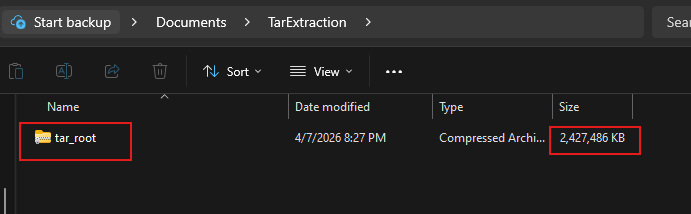 Start backup > Documents > TarExtraction > Sea
Sort View ...
Name Date modified Type Size
tar_root 4/7/2026 8:27 PM Compressed Archi... 2,427,486 KB